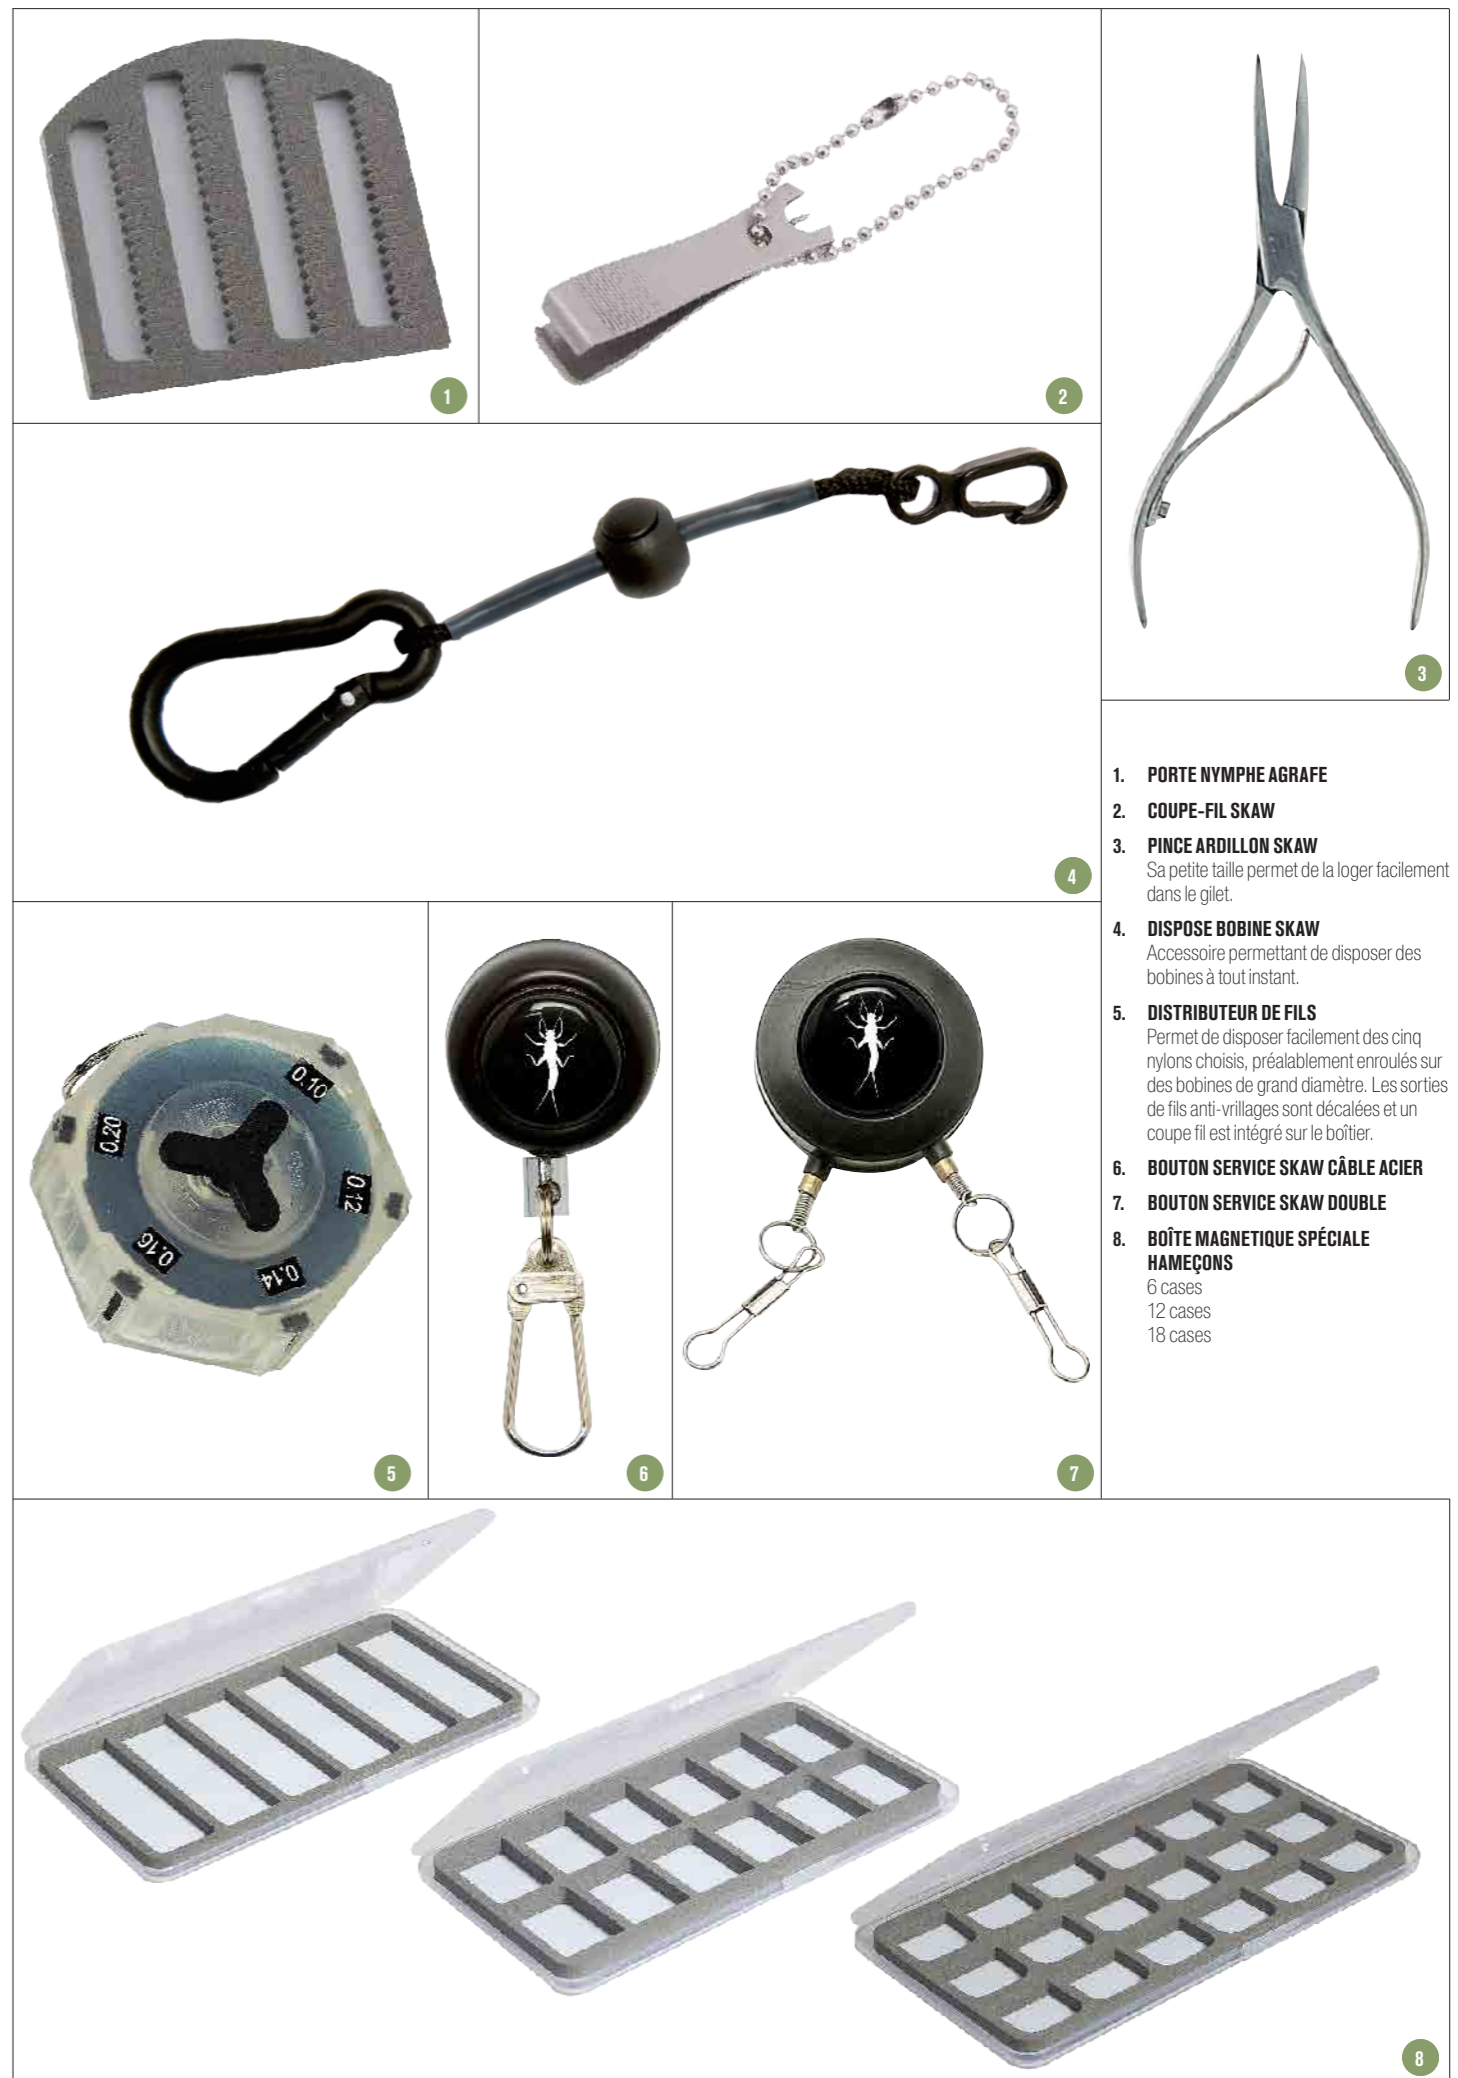 1
2
3
4
1. PORTE NYMPHE AGRAFE
2. COUPE-FIL SKAW
3. PINCE ARDILLON SKAW
Sa petite taille permet de la loger facilement
dans le gilet.
4. DISPOSE BOBINE SKAW
Accessoire permettant de disposer des
bobines à tout instant.
5. DISTRIBUTEUR DE FILS
Permet de disposer facilement des cinq
nylons choisis, préalablement enroulés sur
des bobines de grand diamètre. Les sorties
de fils anti-vrillages sont décalées et un
coupe fil est intégré sur le boîtier.
6. BOUTON SERVICE SKAW CÂBLE ACIER
7. BOUTON SERVICE SKAW DOUBLE
8. BOÎTE MAGNETIQUE SPÉCIALE
HAMEÇONS
6 cases
12 cases
18 cases
0.10
0.20
0.12
0.16
0.14
5
6
7
8